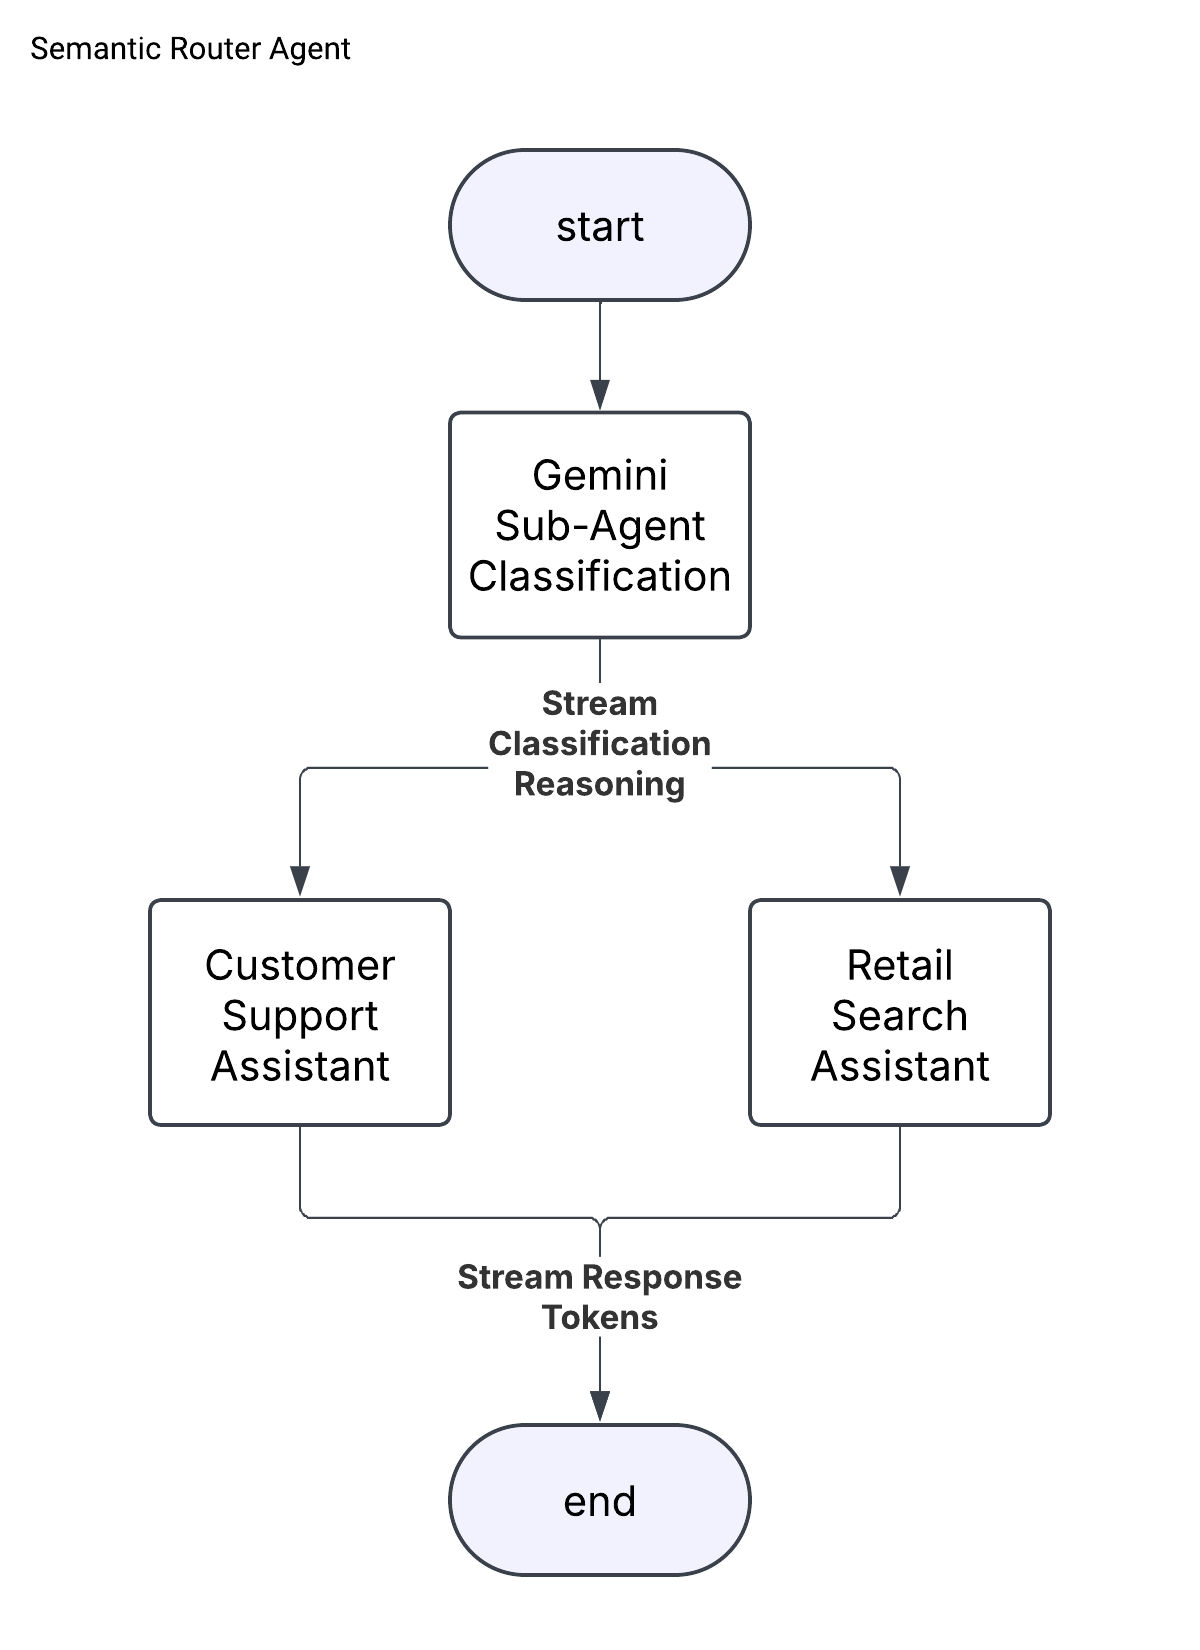 Semantic Router Agent
start
Gemini
Sub-Agent
Classification
Stream
Classification
Reasoning
Customer
Support
Assistant
Retail
Search
Assistant
Stream Response
Tokens
end